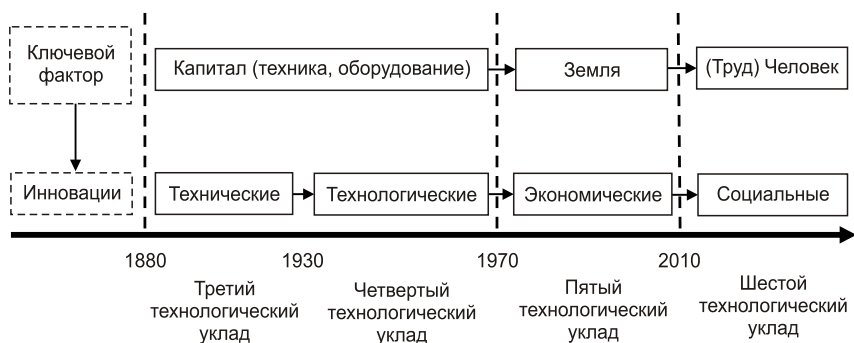 Ключевой
фактор
Капитал (техника, оборудование)
Земля
(Труд) Человек
Инновации
Технические
Технологические
Экономические
Социальные
1880
1930
1970
2010
Третий
технологический
уклад
Четвертый
технологический
уклад
Пятый
технологический
уклад
Шестой
технологический
уклад